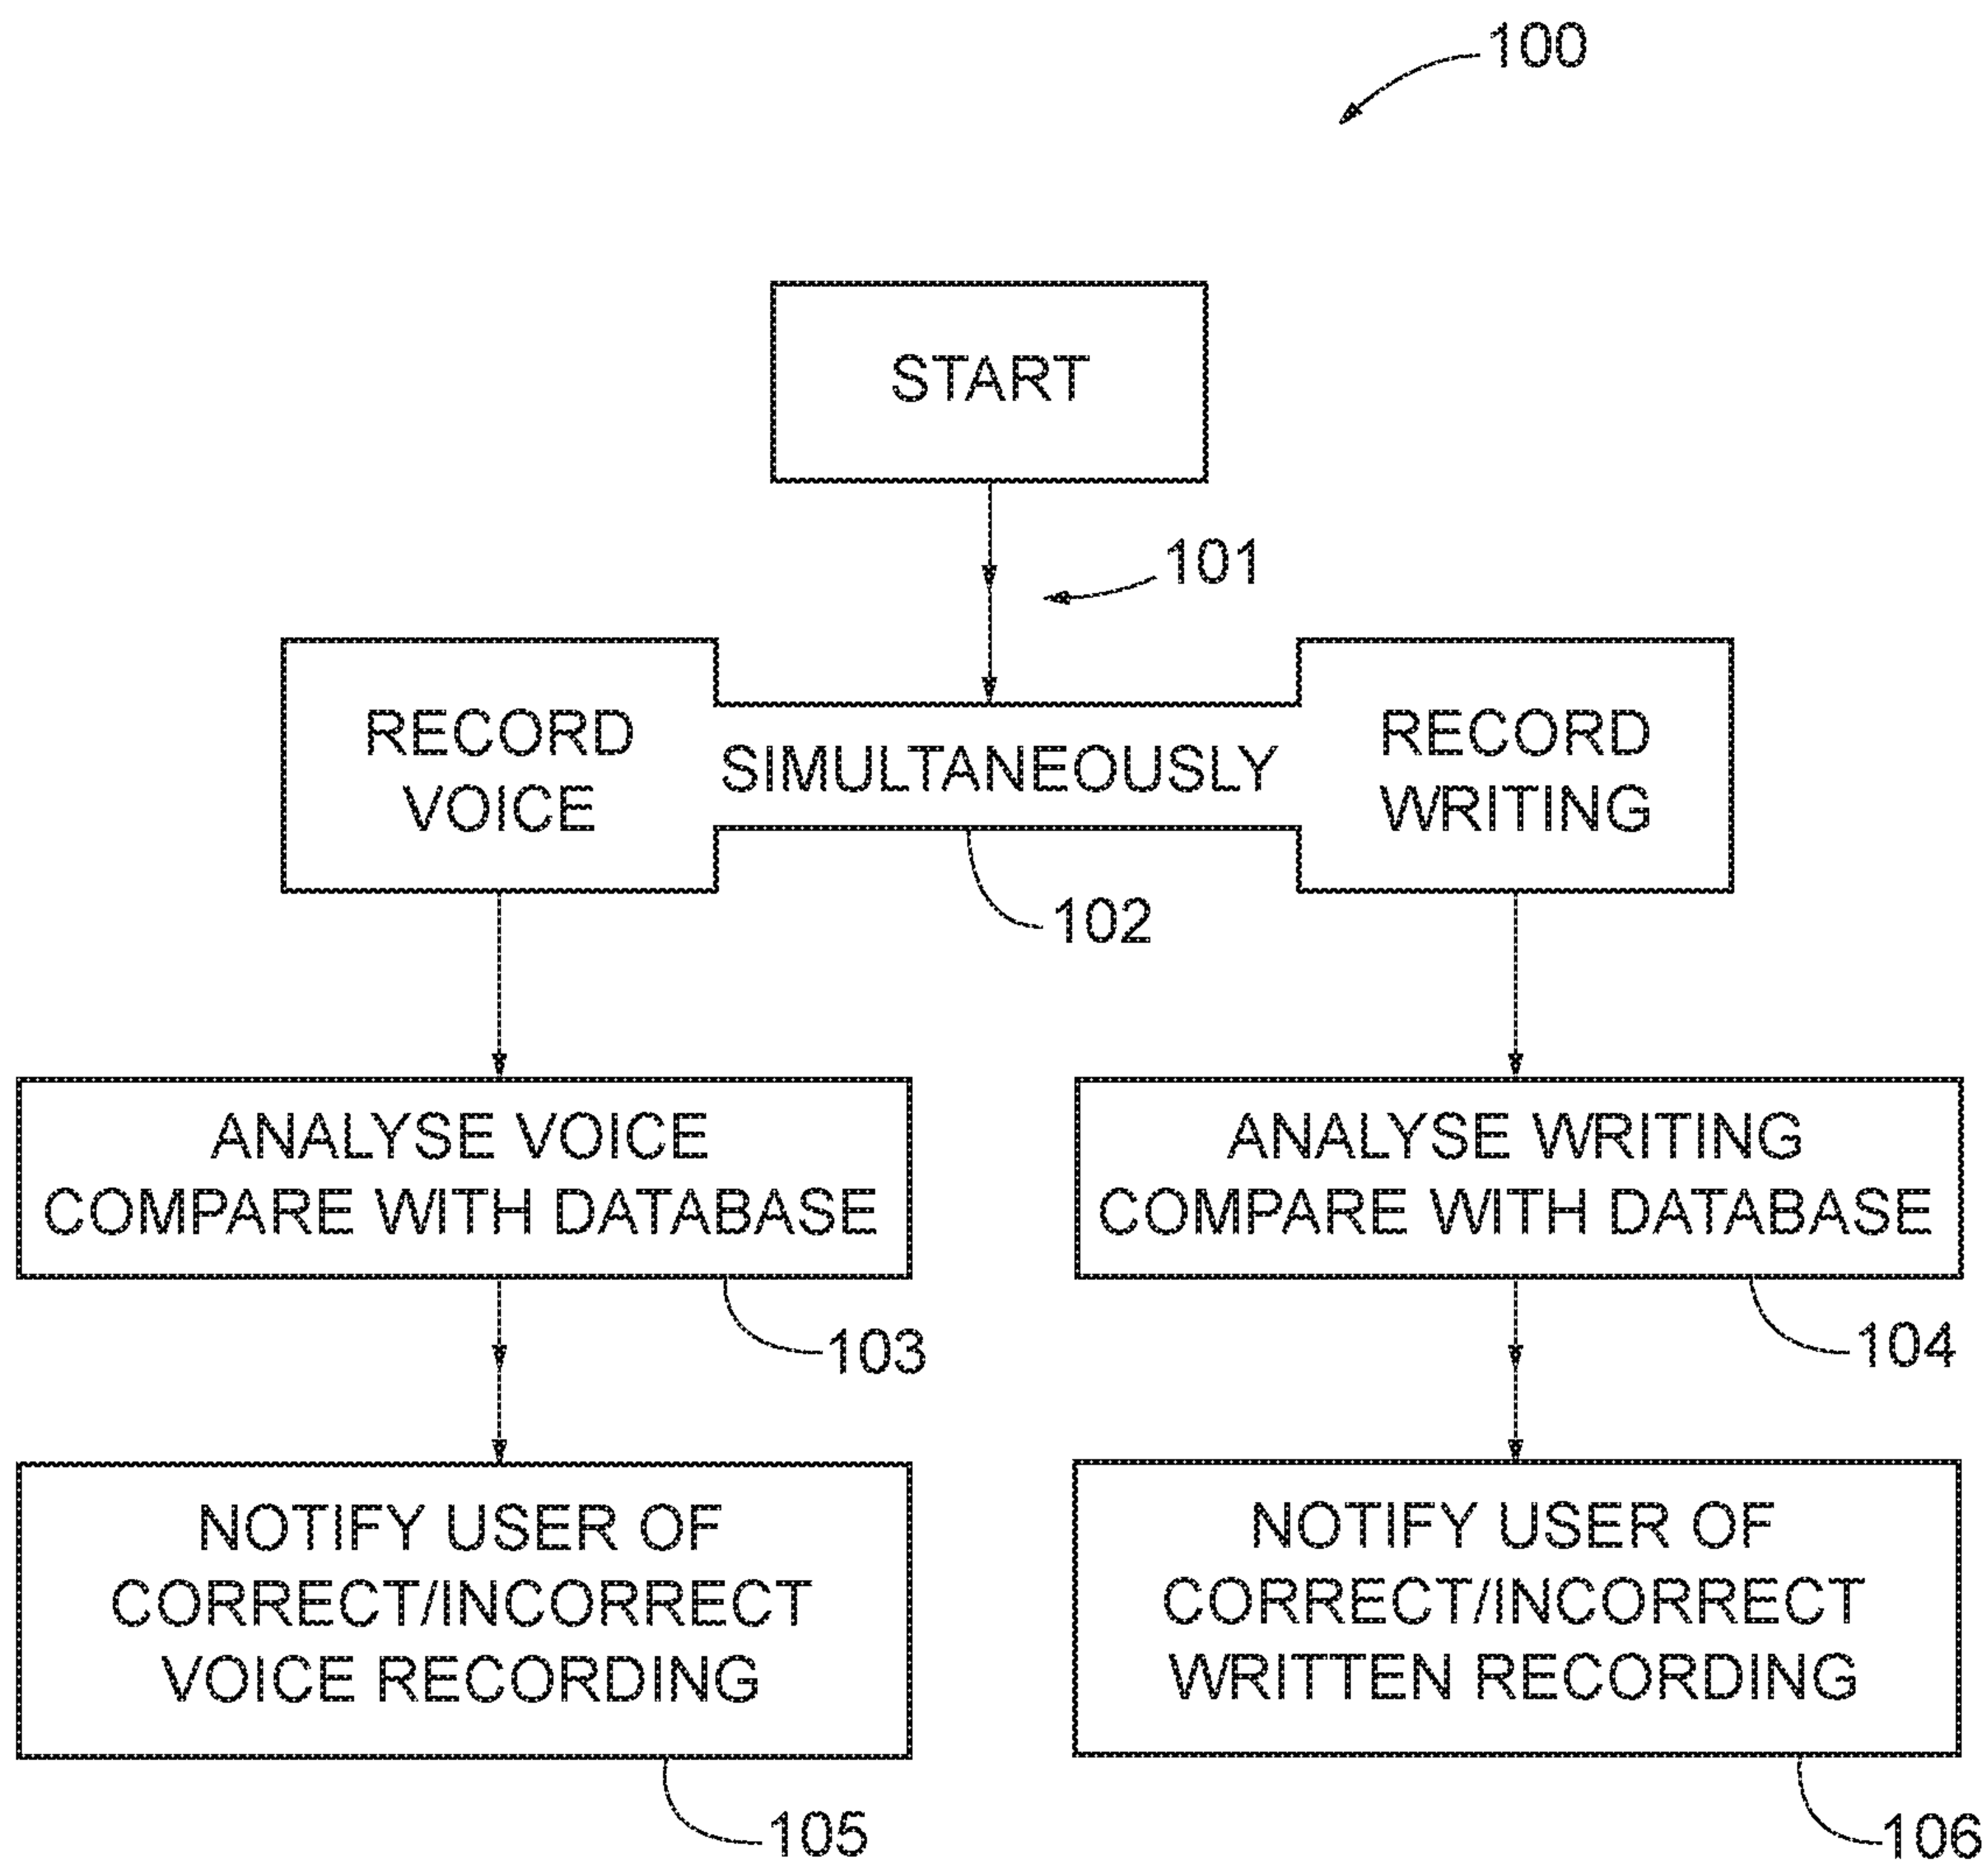 100
START
101
RECORD
VOICE
SIMULTANEOUSLY
RECORD
WRITING
102
ANALYSE VOICE
COMPARE WITH DATABASE
103
ANALYSE WRITING
COMPARE WITH DATABASE
104
NOTIFY USER OF
CORRECT/INCORRECT
VOICE RECORDING
105
NOTIFY USER OF
CORRECT/INCORRECT
WRITTEN RECORDING
106